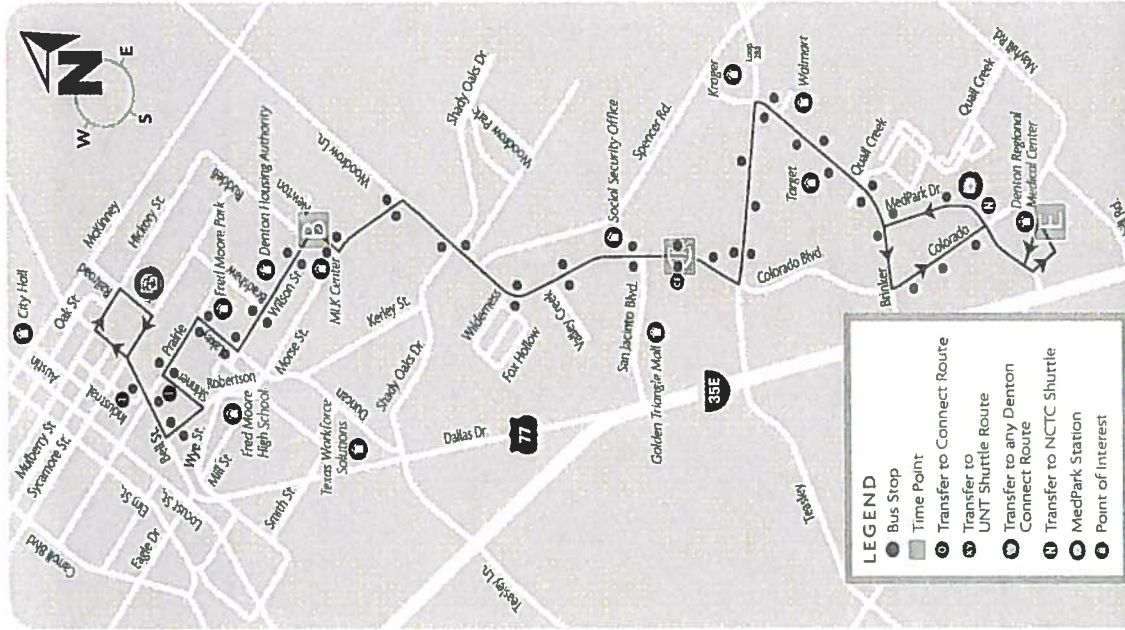 N
W
E
S
City Hall
McKinney
Hickory St.
Oak St.
Railroad
Austin
Industrial
Mulberry St.
Sycamore St.
Prairie
Fred Moore Park
Ruddell
Bradshaw
Denton Housing Authority
Newton
B
Wilson St.
MLK Center
Lakey
Skinner
Robertson
Morse St.
Kerley St.
Bell St.
Wye St.
Mill St.
Fred Moore
High School
Elm St.
Locust St.
Eagle Dr
Carroll Blvd
Smith St.
Texas Workforce
Solutions
Duncan
Shady Oaks Dr.
Woodrow Ln.
Shady Oaks Dr
Woodrow Park
Wilderness
Fox Hollow
Valley Creek
Dallas Dr.
77
Teasley Ln.
Social Security Office
Spencer Rd.
San Jacinto Blvd.
Golden Triangle Mall
35E
Kroger
Loop
288
Walmart
Target
Colorado Blvd.
Teasley
Quail Creek
Quail Creek
Mayhill Rd.
MedPark Dr.
Brinker
Colorado
N
Denton Regional
Medical Center
E
LEGEND
Bus Stop
Time Point
Transfer to Connect Route
Transfer to
UNT Shuttle Route
Transfer to any Denton
Connect Route
N Transfer to NCTC Shuttle
MedPark Station
Point of Interest